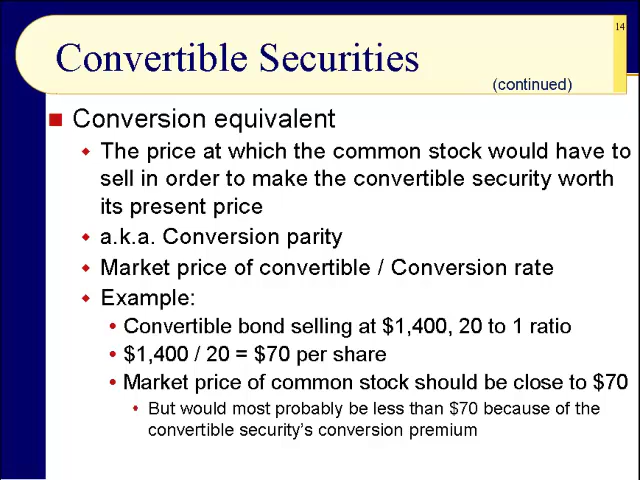 14
Convertible Securities
(continued)
Conversion equivalent
The price at which the common stock would have to
sell in order to make the convertible security worth
its present price
a.k.a. Conversion parity
Market price of convertible / Conversion rate
Example:
Convertible bond selling at $1,400, 20 to 1 ratio
$1,400 / 20 = $70 per share
Market price of common stock should be close to $70
But would most probably be less than $70 because of the
convertible security's conversion premium